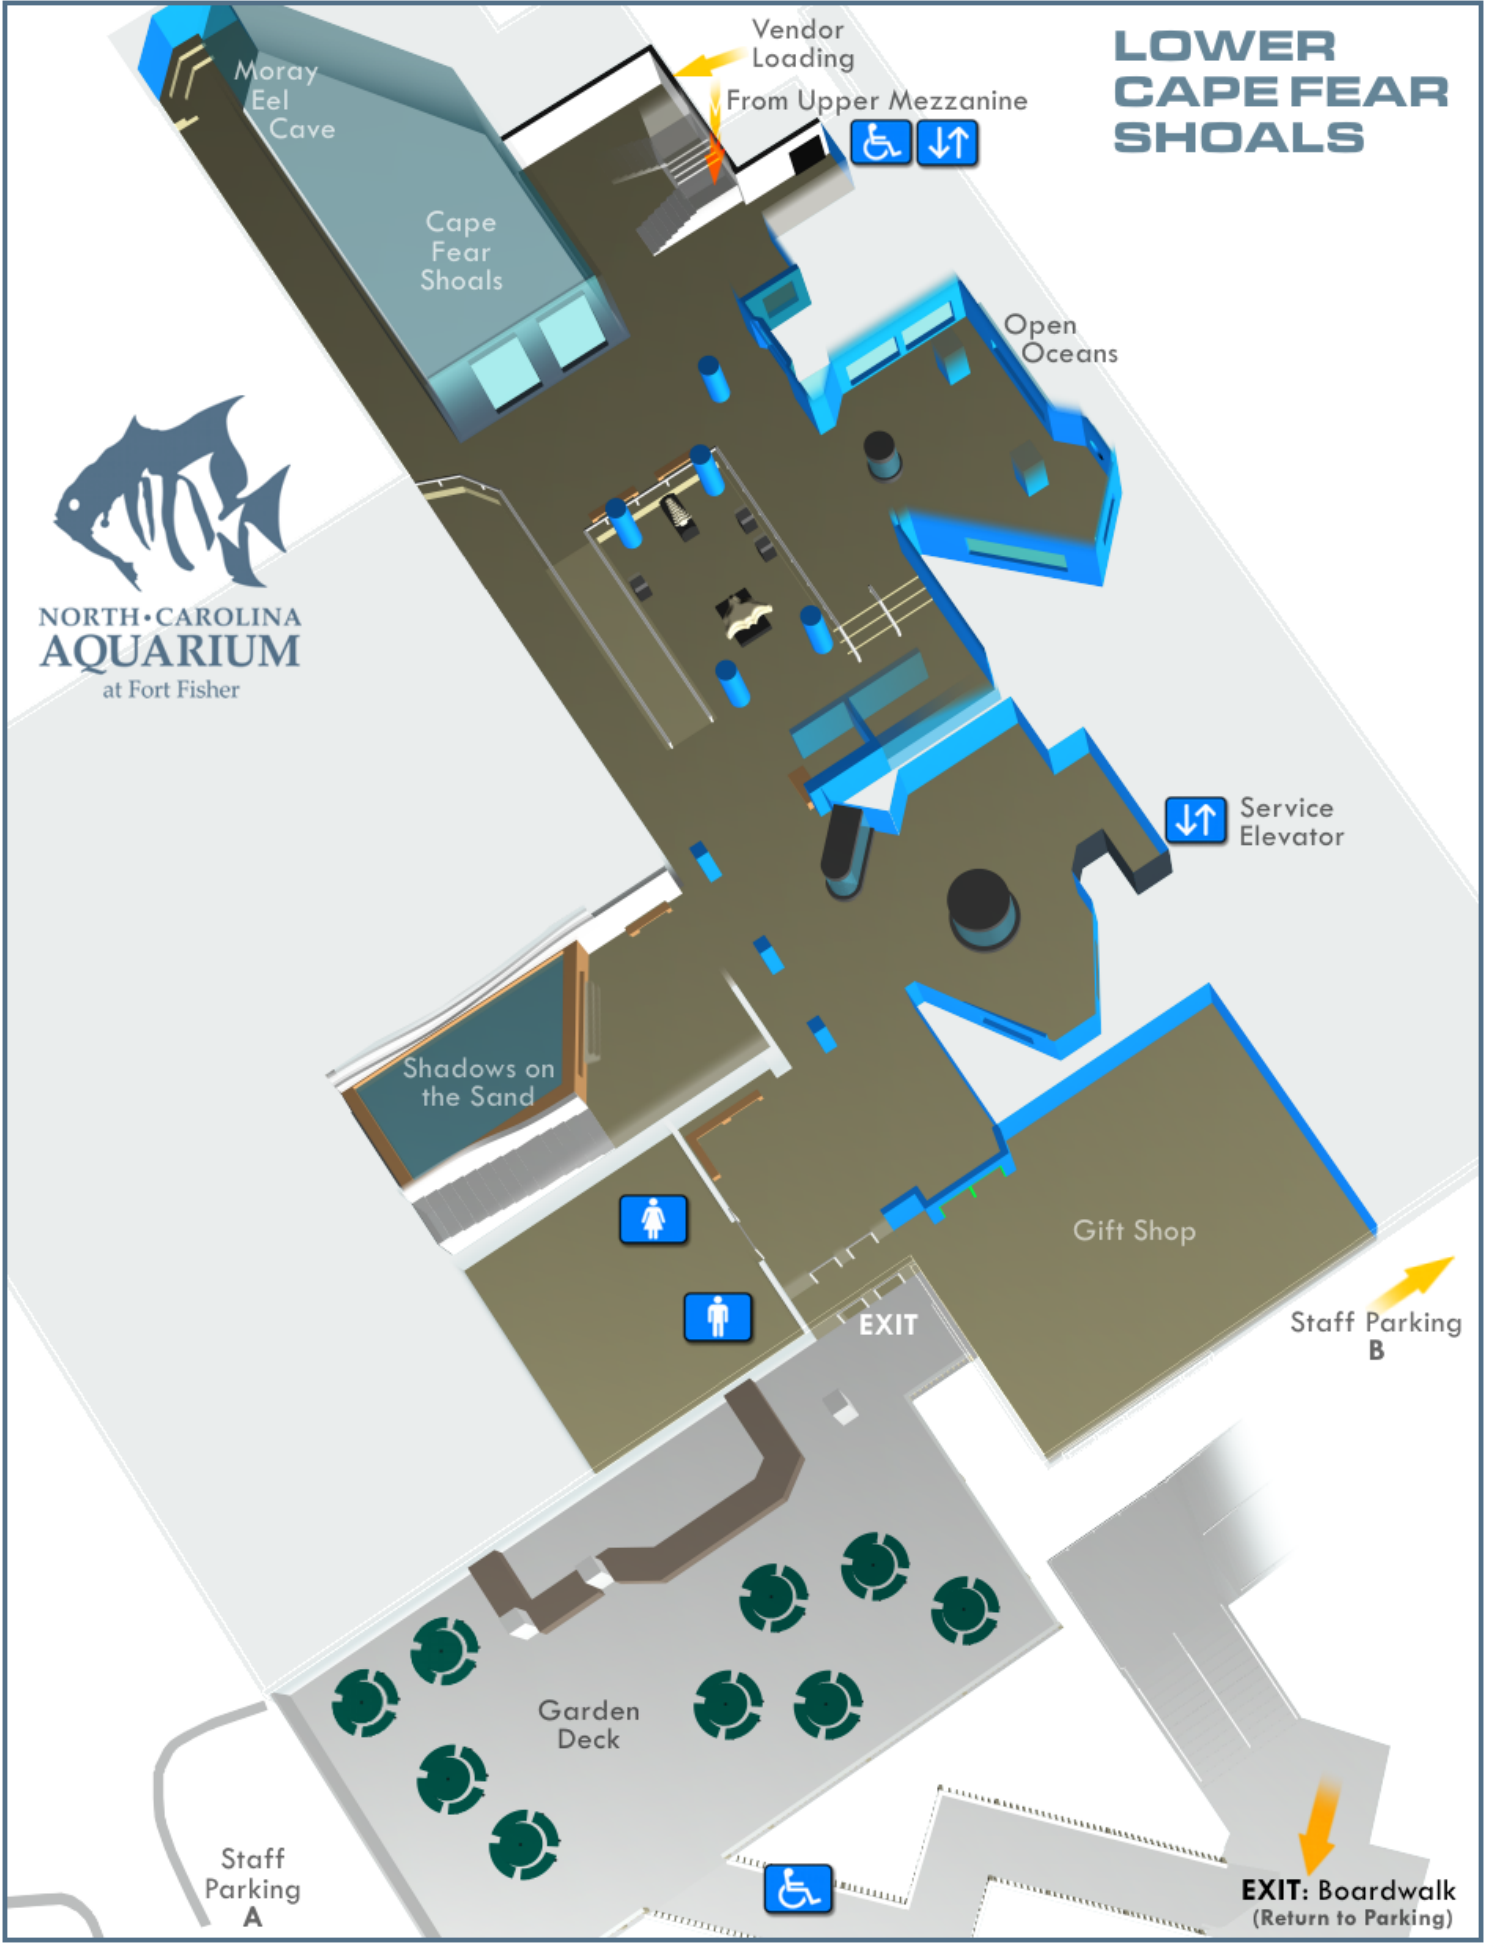 LOWER
CAPE FEAR
SHOALS
Vendor
Loading
From Upper Mezzanine
Moray
Eel
Cave
Cape
Fear
Shoals
Open
Oceans
NORTH•CAROLINA
AQUARIUM
at Fort Fisher
Service
Elevator
Shadows on
the Sand
Gift Shop
Staff Parking
B
EXIT
Garden
Deck
Staff
Parking
A
EXIT: Boardwalk
(Return to Parking)